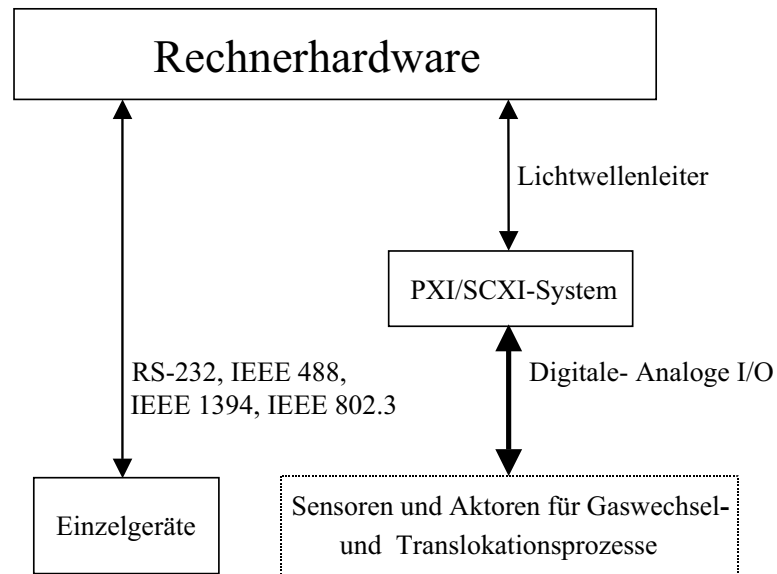 Rechnerhardware
Lichtwellenleiter
PXI/SCXI-System
RS-232, IEEE 488,
IEEE 1394, IEEE 802.3
Digitale- Analoge I/O
Einzelgeräte
Sensoren und Aktoren für Gaswechsel-
und Translokationsprozesse